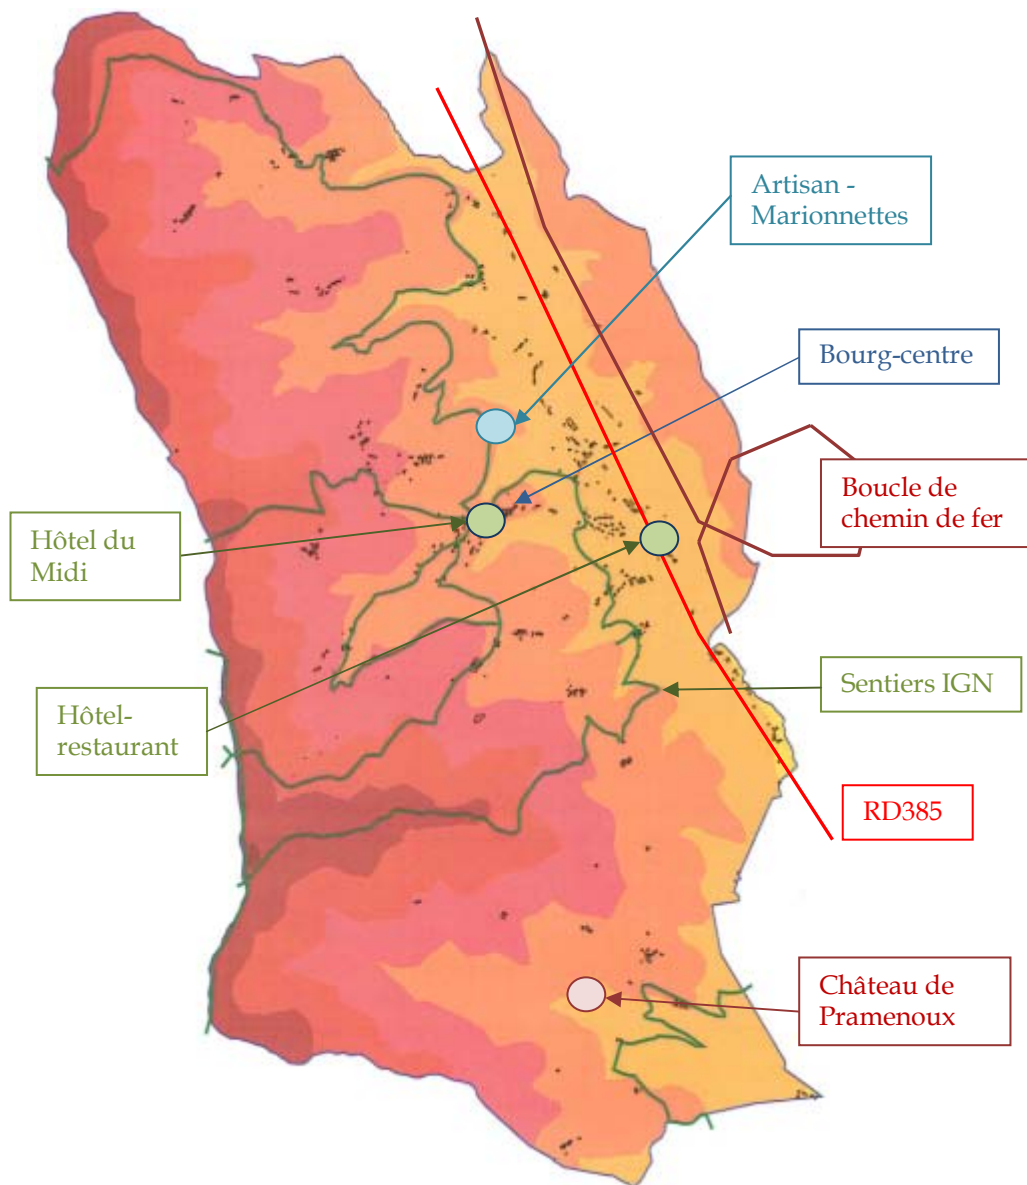 Artisan -
Marionnettes
Bourg-centre
Boucle de
chemin de fer
Hôtel du
Midi
Sentiers IGN
Hôtel-
restaurant
RD385
Château de
Pramenoux